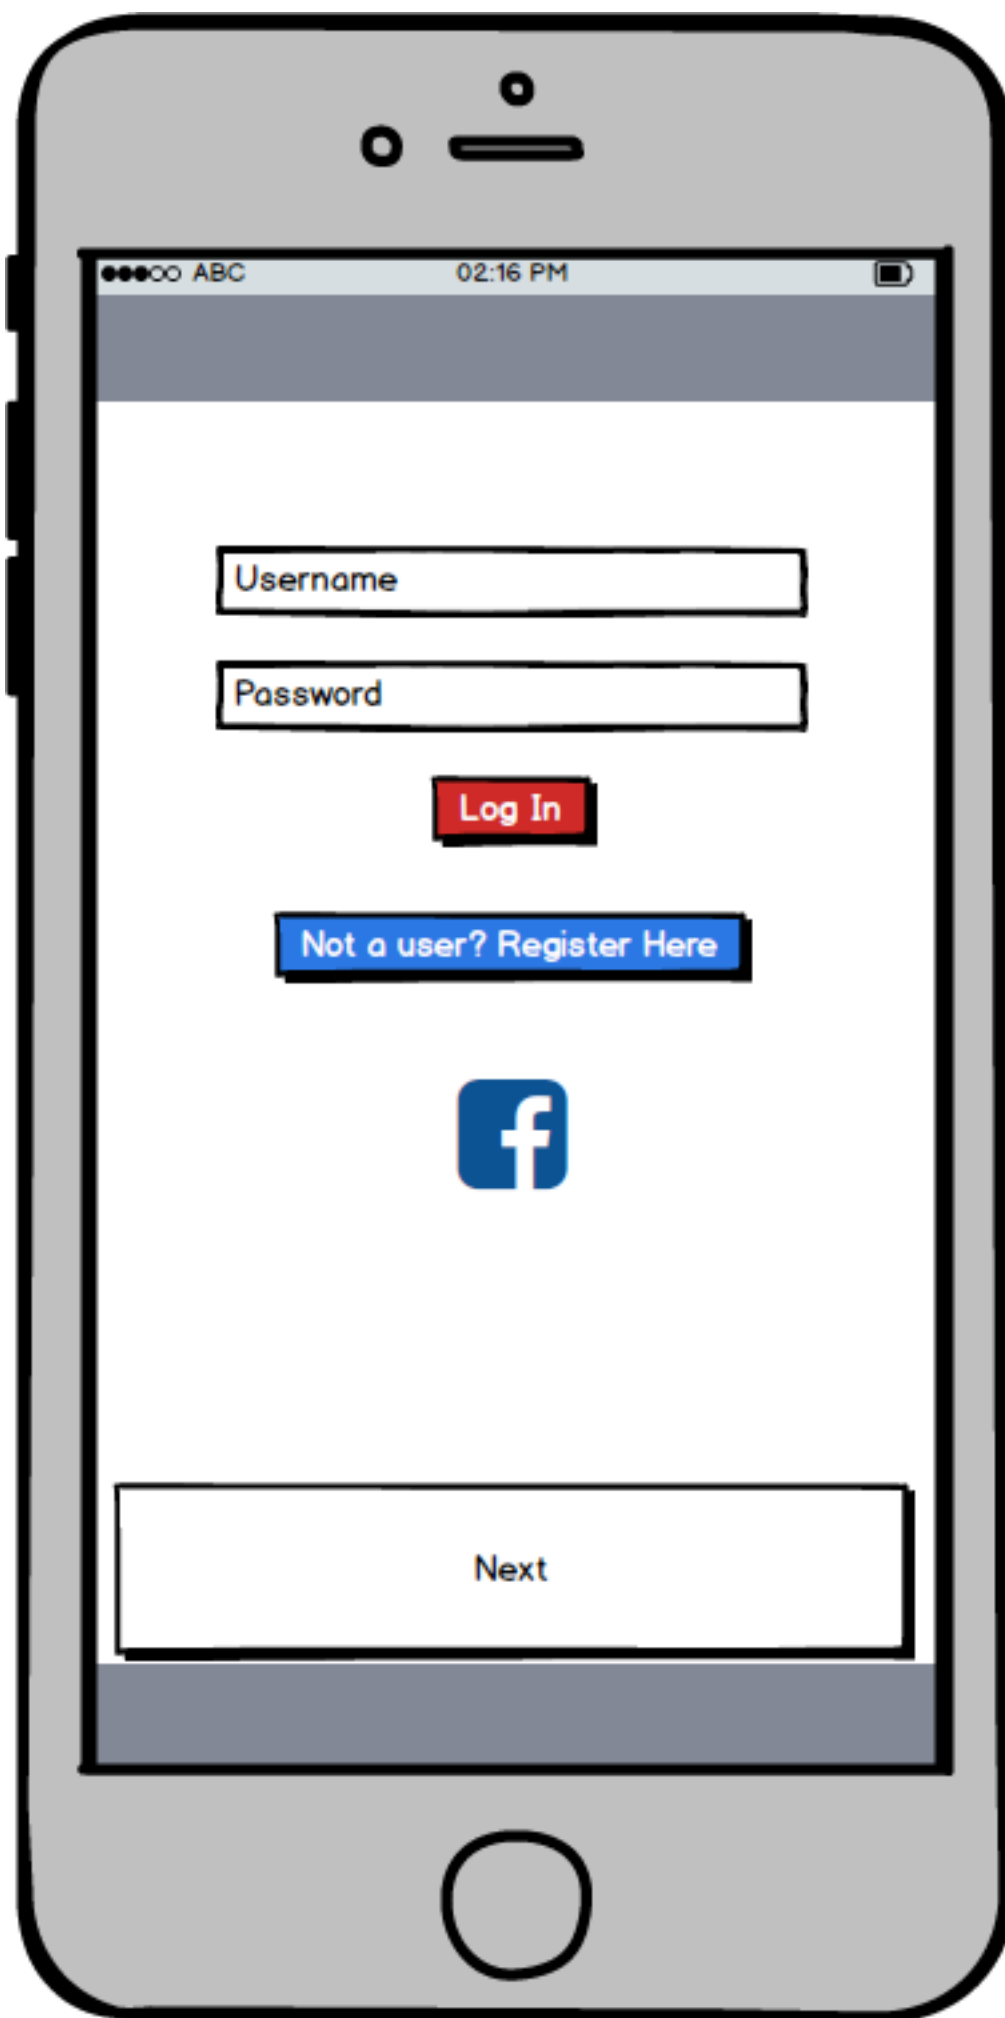 ABC 02:16 PM
Username
Password
Log In
Not a user? Register Here
f
Next